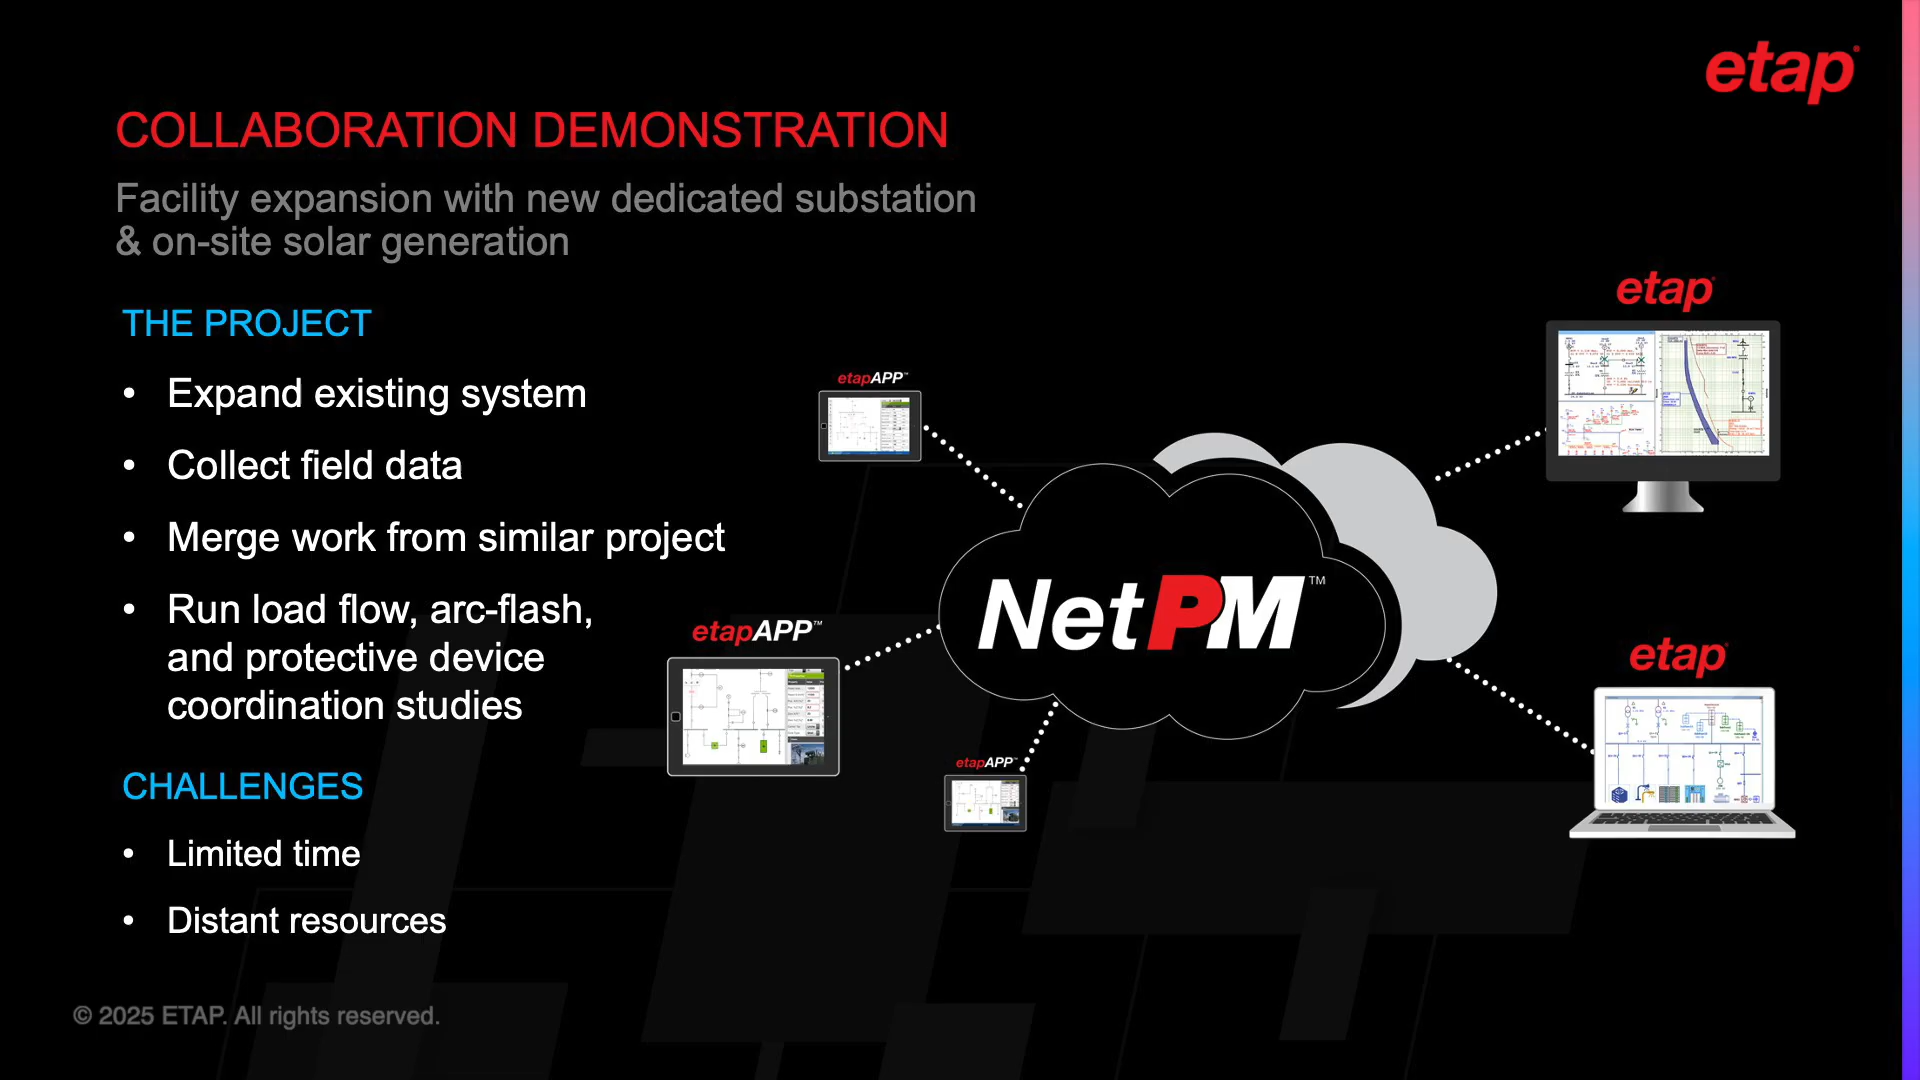 etap
COLLABORATION DEMONSTRATION
Facility expansion with new dedicated substation
& on-site solar generation
THE PROJECT
• Expand existing system
• Collect field data
• Merge work from similar project
• Run load flow, arc-flash,
and protective device
coordination studies
CHALLENGES
• Limited time
• Distant resources
etapAPP™
etapAPP™
etapAPP™
NetPM™
etap
etap
© 2025 ETAP. All rights reserved.